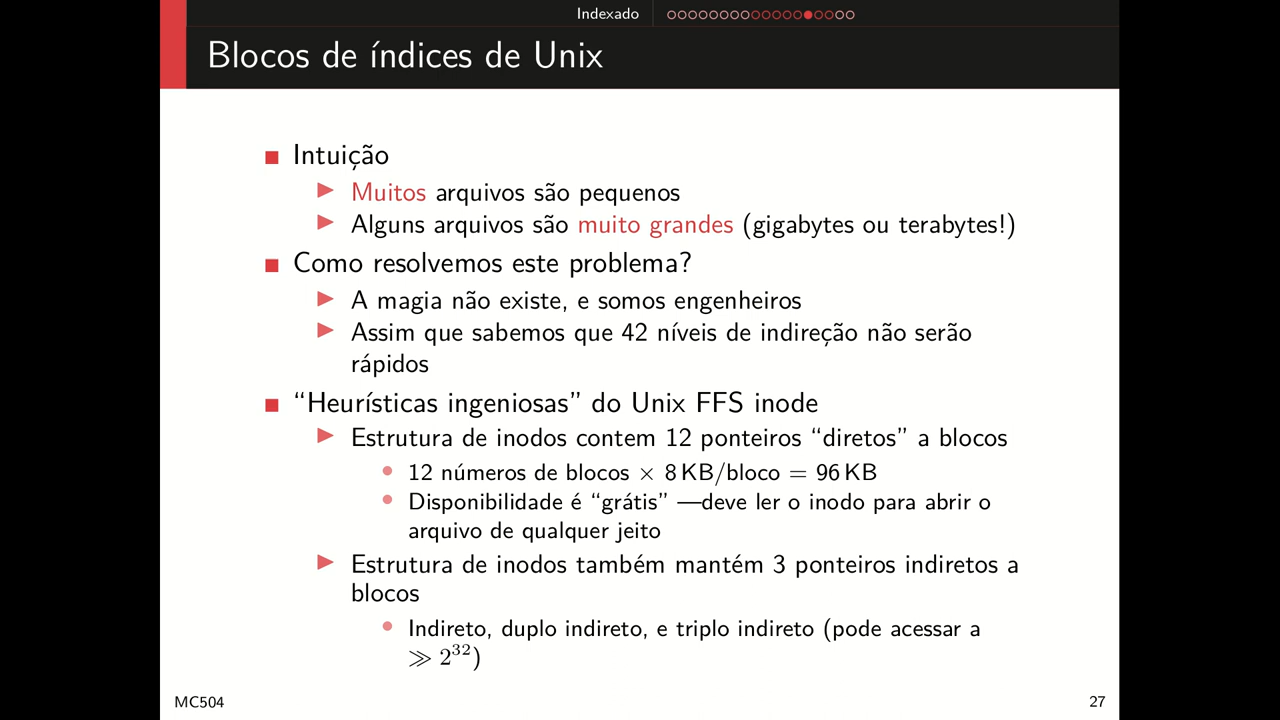 Indexado
Blocos de índices de Unix
Intuição
Muitos arquivos são pequenos
Alguns arquivos são muito grandes (gigabytes ou terabytes!)
Como resolvemos este problema?
A magia não existe, e somos engenheiros
Assim que sabemos que 42 níveis de indireção não serão
rápidos
“Heurísticas ingeniosas” do Unix FFS inode
Estrutura de inodos contem 12 ponteiros “diretos” a blocos
12 números de blocos × 8 KB/bloco = 96 KB
Disponibilidade é “grátis” —deve ler o inodo para abrir o
arquivo de qualquer jeito
Estrutura de inodos também mantém 3 ponteiros indiretos a
blocos
Indireto, duplo indireto, e triplo indireto (pode acessar a
≫ 2³²)
MC504
27